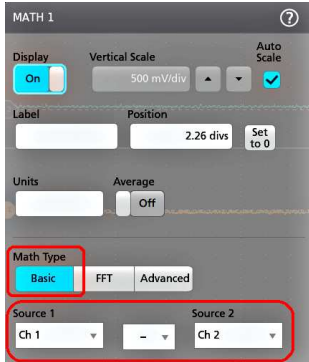 MATH 1 ?
Display Vertical Scale Auto Scale
On 500 mV/div
Label Position
2.26 divs Set to 0
Units Average
Off
Math Type
Basic FFT Advanced
Source 1 Source 2
Ch 1 – Ch 2